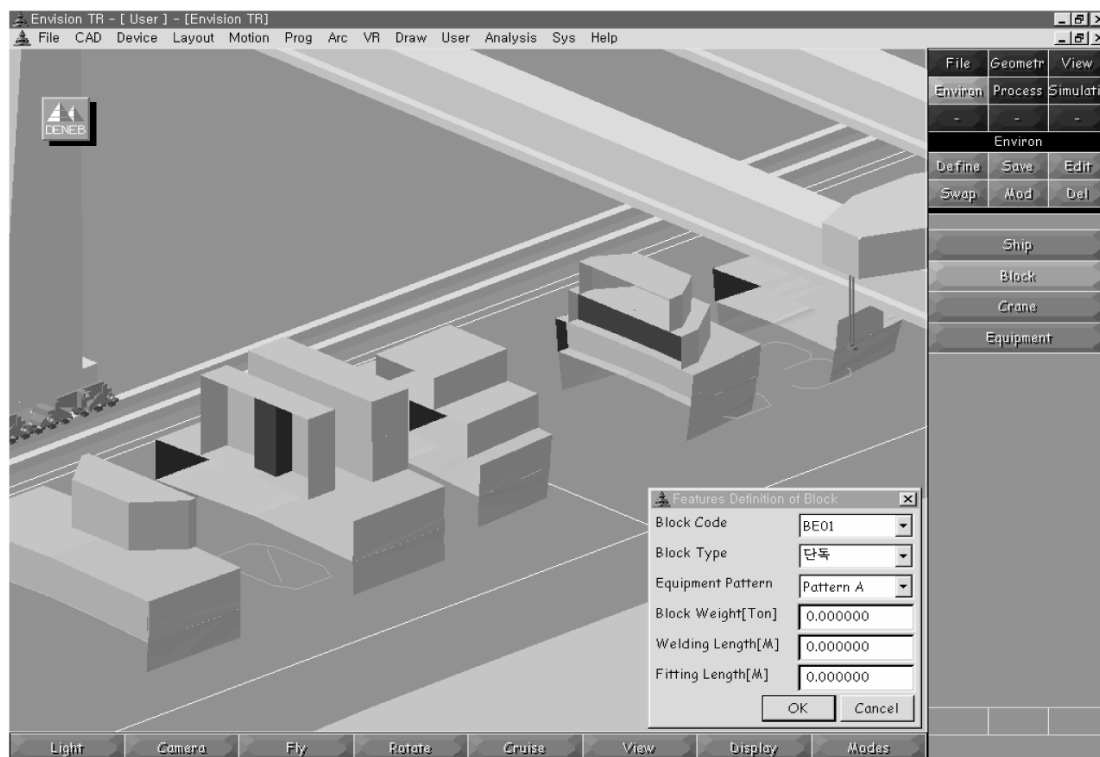 Envision TR - [ User ] - [Envision TR]
File CAD Device Layout Motion Prog Arc VR Draw User Analysis Sys Help
DENEB
File Geometr View
Environ Process Simulati
- - -
Environ
Define Save Edit
Swap Mod Del
Ship
Block
Crane
Equipment
Features Definition of Block
Block Code BE01
Block Type 단독
Equipment Pattern Pattern A
Block Weight[Ton] 0.000000
Welding Length[M] 0.000000
Fitting Length[M] 0.000000
OK Cancel
Light Camera Fly Rotate Cruise View Display Modes